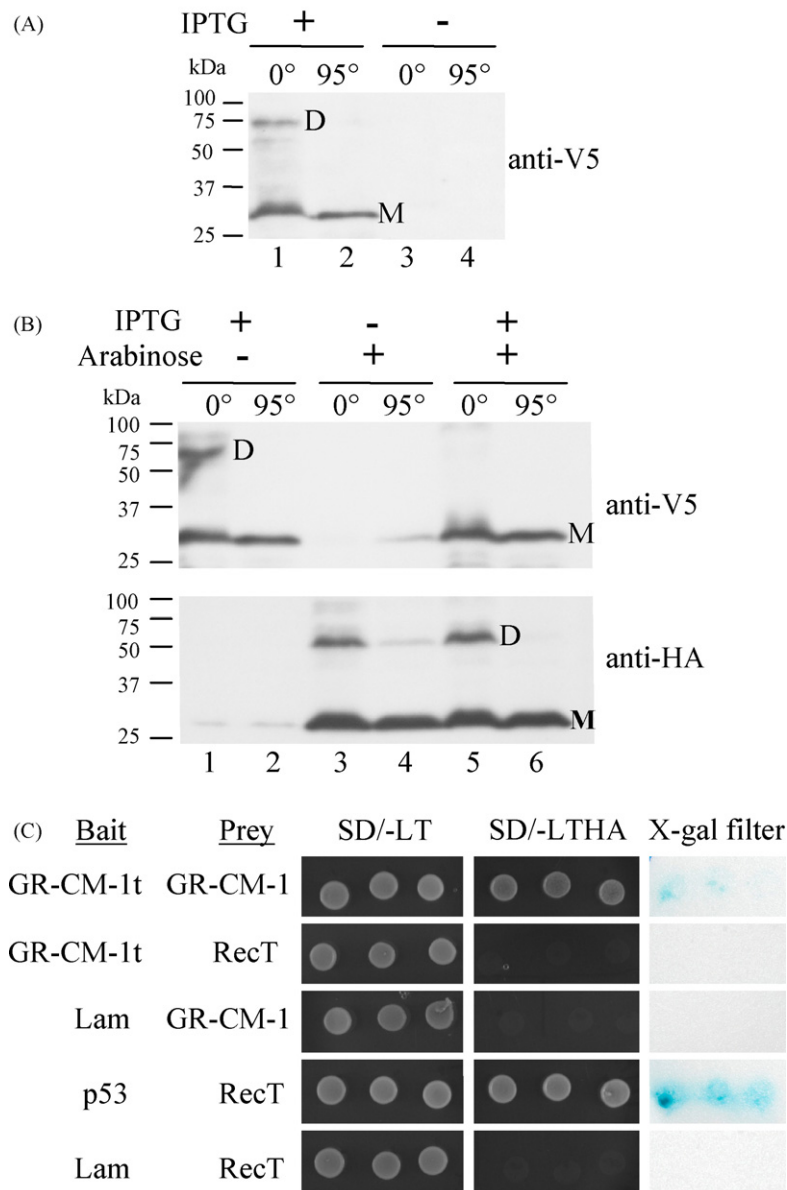 (A) IPTG + -
0° 95° 0° 95°
kDa
100
75 D
50
anti-V5
37
M
25
1 2 3 4
(B) IPTG + - +
Arabinose - + +
kDa 0° 95° 0° 95° 0° 95°
100
75 D
50
37
anti-V5
M
25
100
75
50 D
anti-HA
37
M
25
1 2 3 4 5 6
(C) Bait Prey SD/-LT SD/-LTHA X-gal filter
GR-CM-1t GR-CM-1
GR-CM-1t RecT
Lam GR-CM-1
p53 RecT
Lam RecT